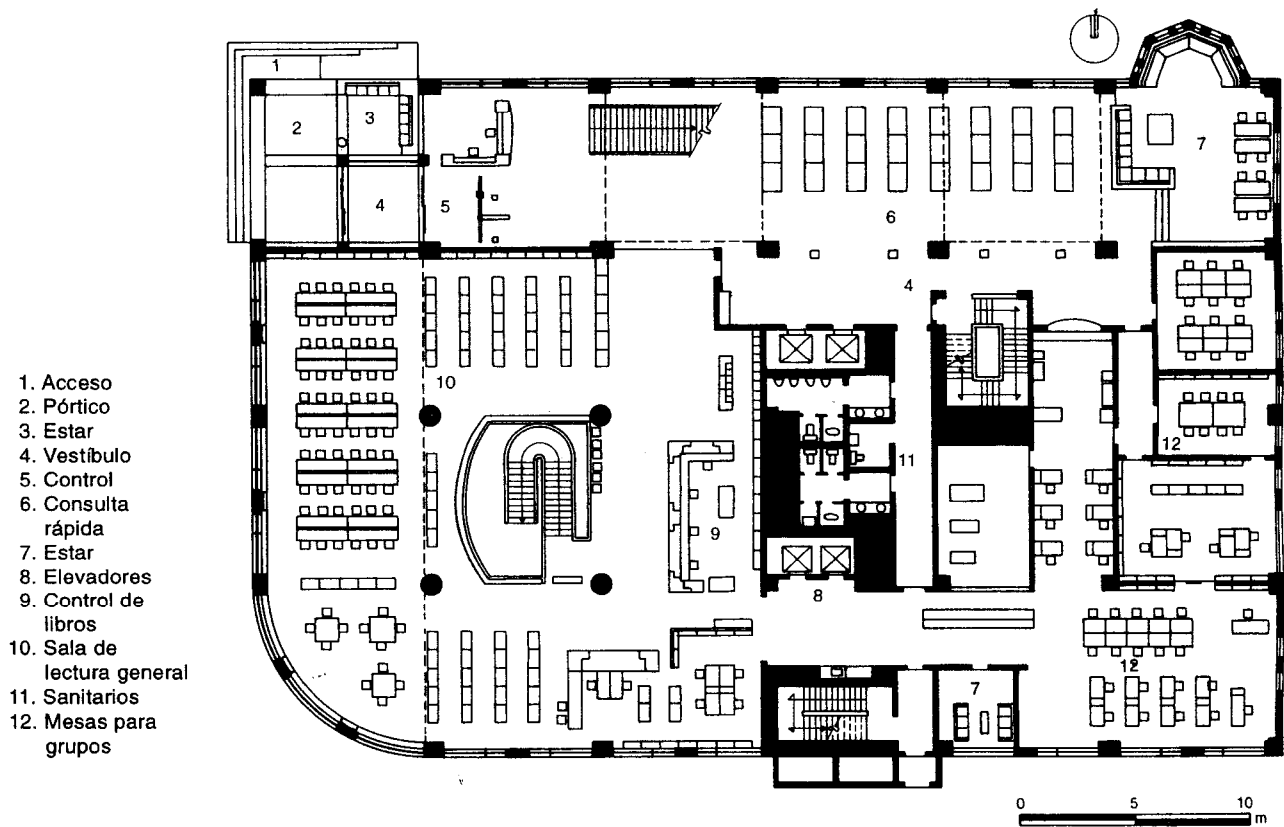 1
2
3
7
4
5
6
4
1. Acceso
2. Pórtico
3. Estar
4. Vestíbulo
5. Control
6. Consulta
rápida
7. Estar
8. Elevadores
9. Control de
libros
10. Sala de
lectura general
11. Sanitarios
12. Mesas para
grupos
10
12
11
9
8
12
7
0 5 10
m